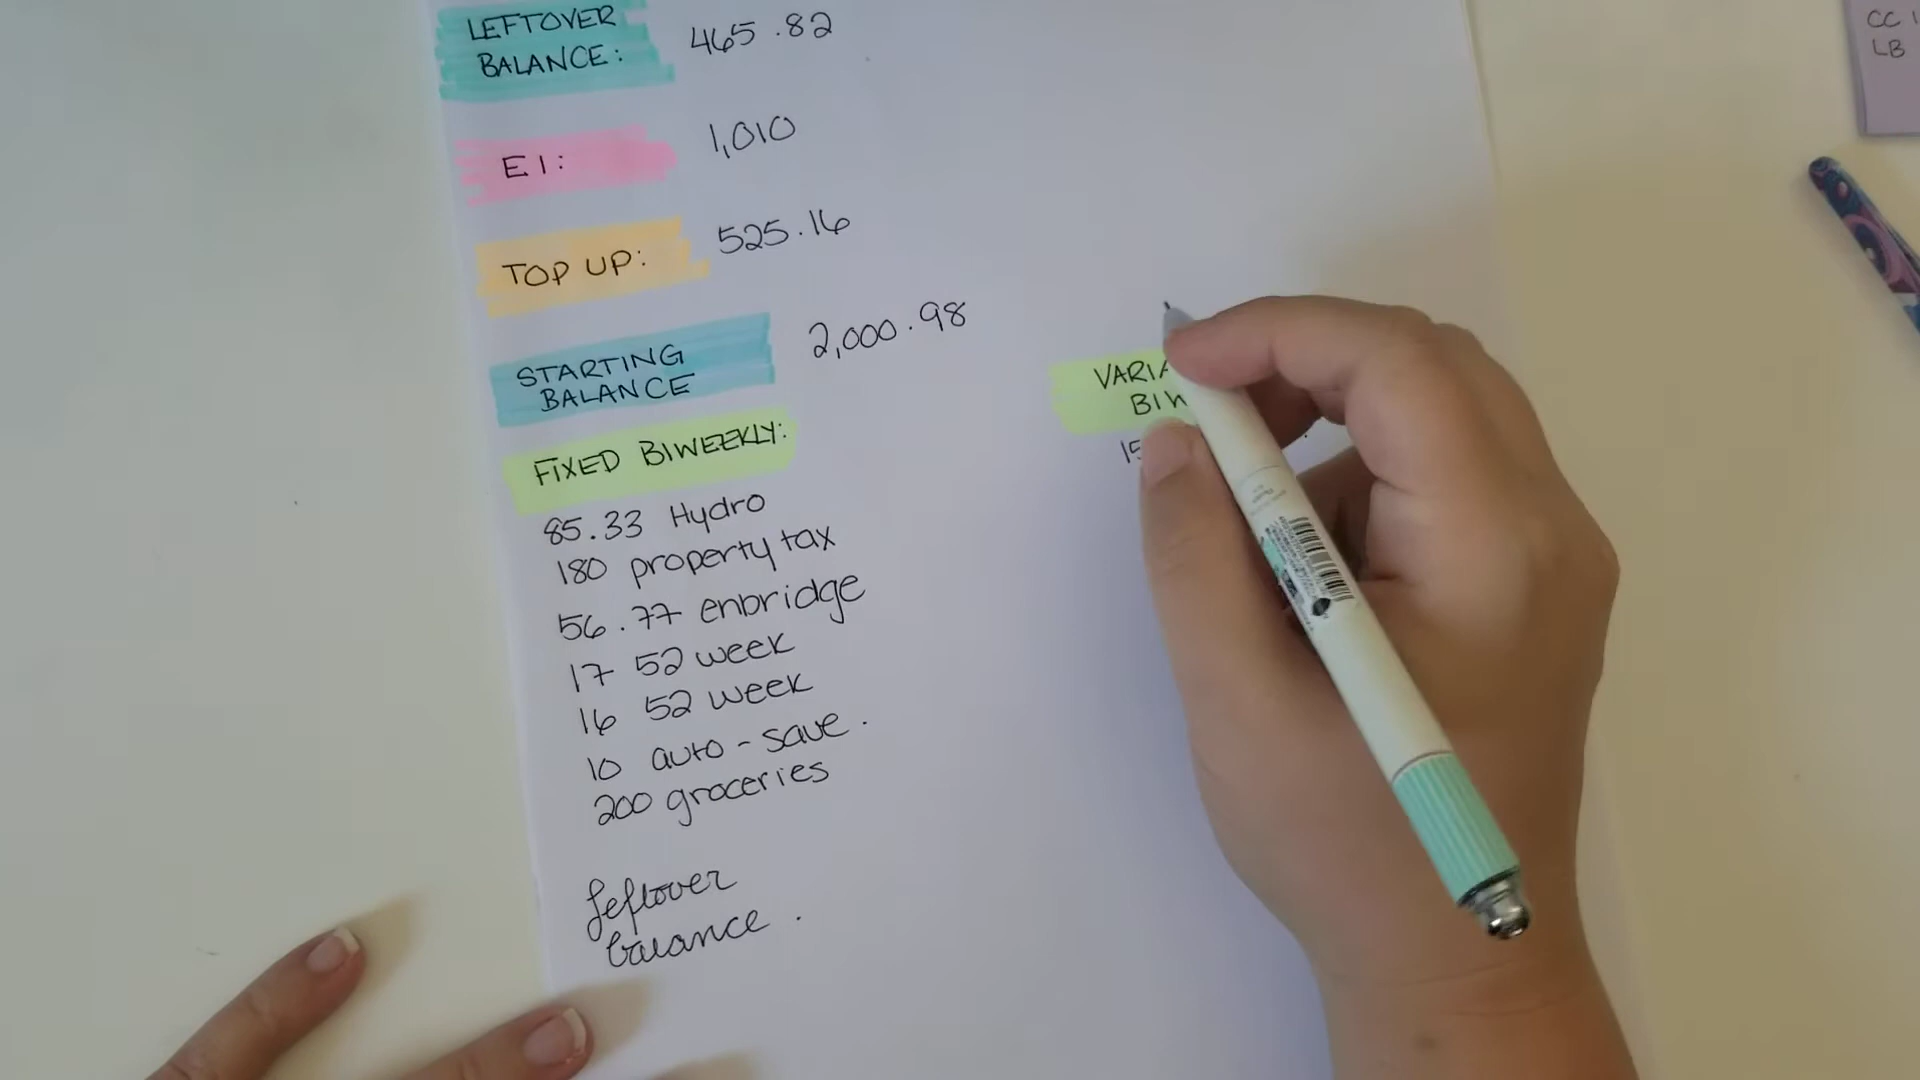 LEFTOVER
BALANCE: 465.82
EI: 1,010
TOP UP: 525.16
STARTING
BALANCE 2,000.98
FIXED BIWEEKLY:
85.33 Hydro
180 property tax
56.77 enbridge
17 52 week
16 52 week
10 auto-save.
200 groceries
leftover
balance.
CC
LB